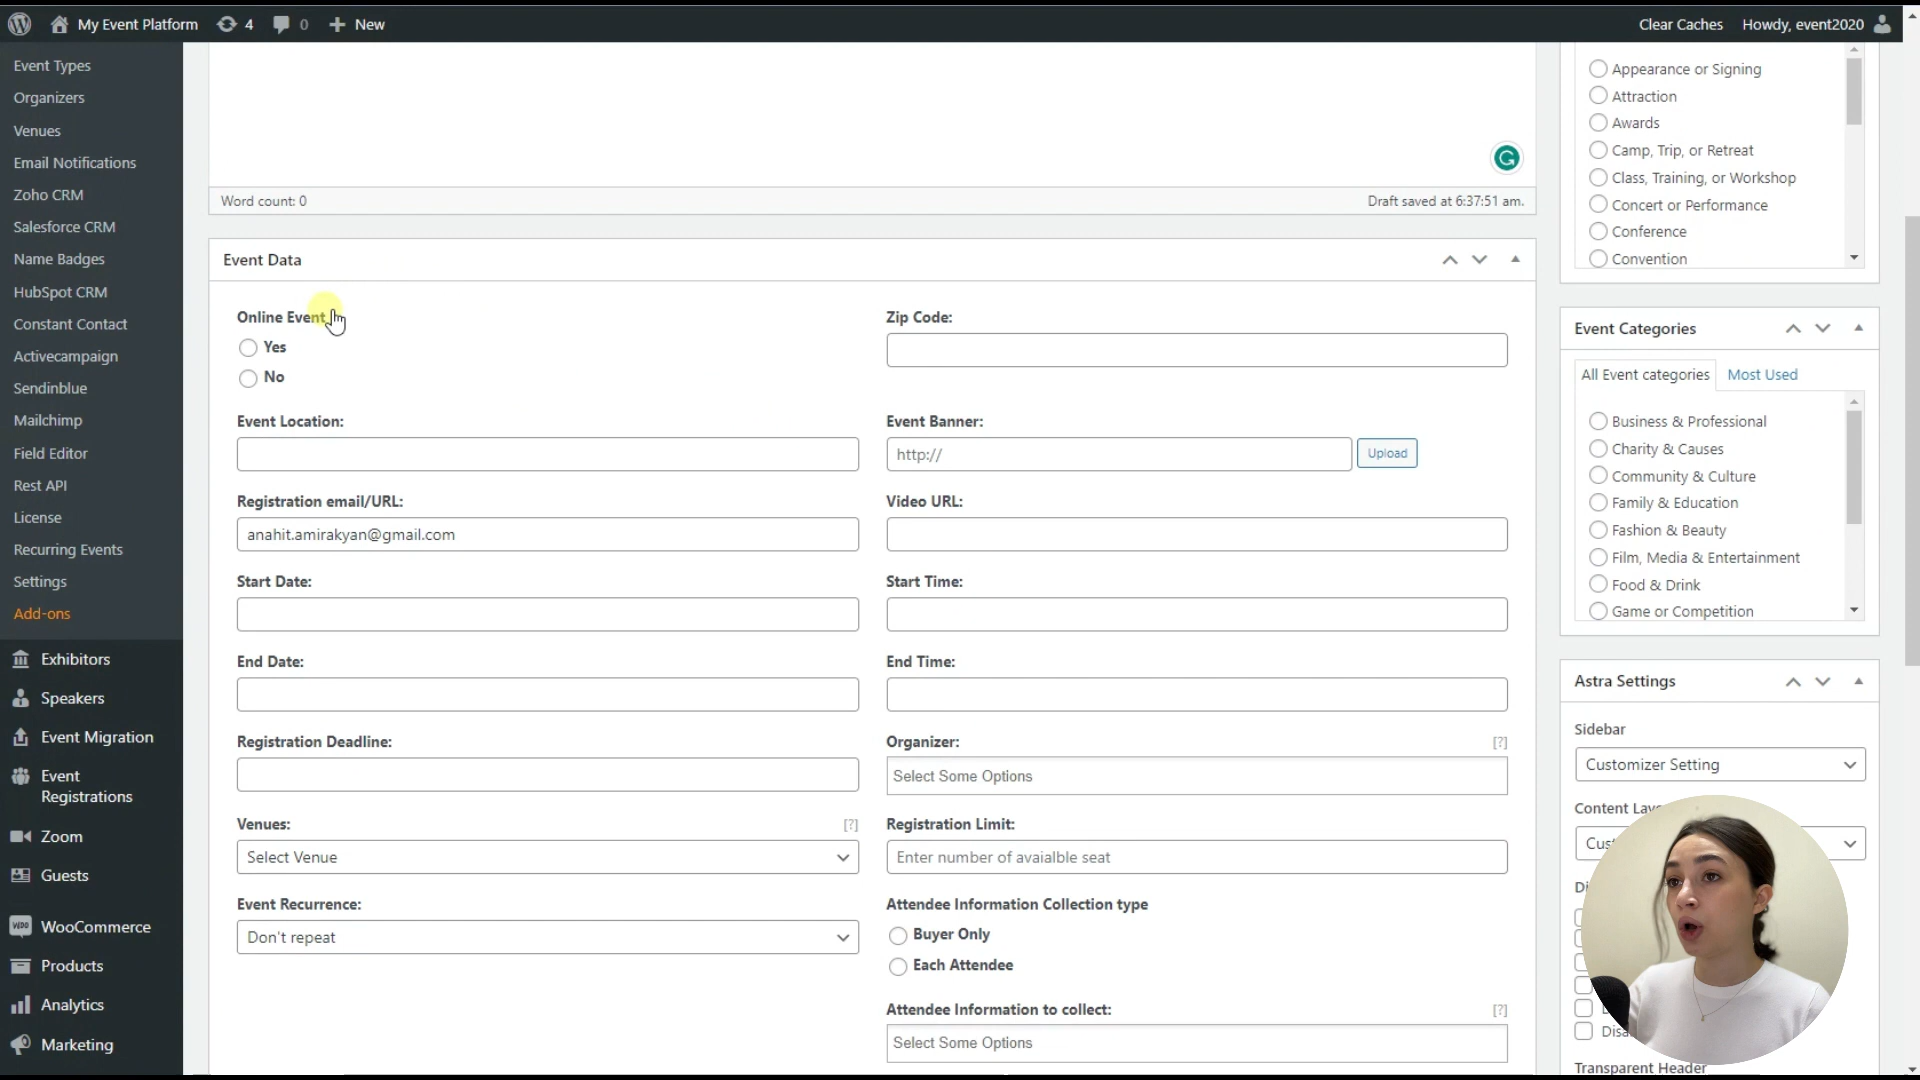 My Event Platform 4 0 New Clear Caches Howdy, event2020
Event Types
Organizers
Venues
Email Notifications
Zoho CRM
Salesforce CRM
Name Badges
HubSpot CRM
Constant Contact
Activecampaign
Sendinblue
Mailchimp
Field Editor
Rest API
License
Recurring Events
Settings
Add-ons
Exhibitors
Speakers
Event Migration
Event
Registrations
Zoom
Guests
WooCommerce
Products
Analytics
Marketing
Word count: 0 Draft saved at 6:37:51 am.
Event Data
Online Event
Yes
No
Zip Code:
Event Location:
Event Banner:
http:// Upload
Registration email/URL:
anahit.amirakyan@gmail.com
Video URL:
Start Date:
Start Time:
End Date:
End Time:
Registration Deadline:
Organizer: [?]
Select Some Options
Venues: [?]
Select Venue
Registration Limit:
Enter number of avaialble seat
Event Recurrence:
Don't repeat
Attendee Information Collection type
Buyer Only
Each Attendee
Attendee Information to collect: [?]
Select Some Options
Appearance or Signing
Attraction
Awards
Camp, Trip, or Retreat
Class, Training, or Workshop
Concert or Performance
Conference
Convention
Event Categories
All Event categories Most Used
Business & Professional
Charity & Causes
Community & Culture
Family & Education
Fashion & Beauty
Film, Media & Entertainment
Food & Drink
Game or Competition
Astra Settings
Sidebar
Customizer Setting
Content
Transparent Header